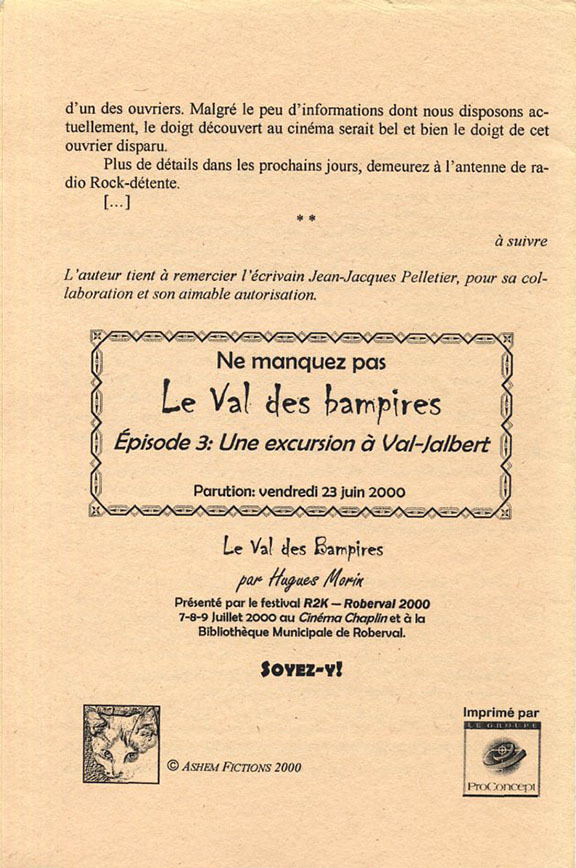 d'un des ouvriers. Malgré le peu d'informations dont nous disposons ac-
tuellement, le doigt découvert au cinéma serait bel et bien le doigt de cet
ouvrier disparu.
Plus de détails dans les prochains jours, demeurez à l'antenne de ra-
dio Rock-détente.
[...]
* *
à suivre
L'auteur tient à remercier l'écrivain Jean-Jacques Pelletier, pour sa col-
laboration et son aimable autorisation.
Ne manquez pas
Le Val des bampires
Épisode 3: Une excursion à Val-Jalbert
Parution: vendredi 23 juin 2000
Le Val des Bampires
par Hugues Morin
Présenté par le festival R2K — Roberval 2000
7-8-9 Juillet 2000 au Cinéma Chaplin et à la
Bibliothèque Municipale de Roberval.
SOYEZ-Y!
© ASHEM FICTIONS 2000
Imprimé par
LE GROUPE
PROCONCEPT